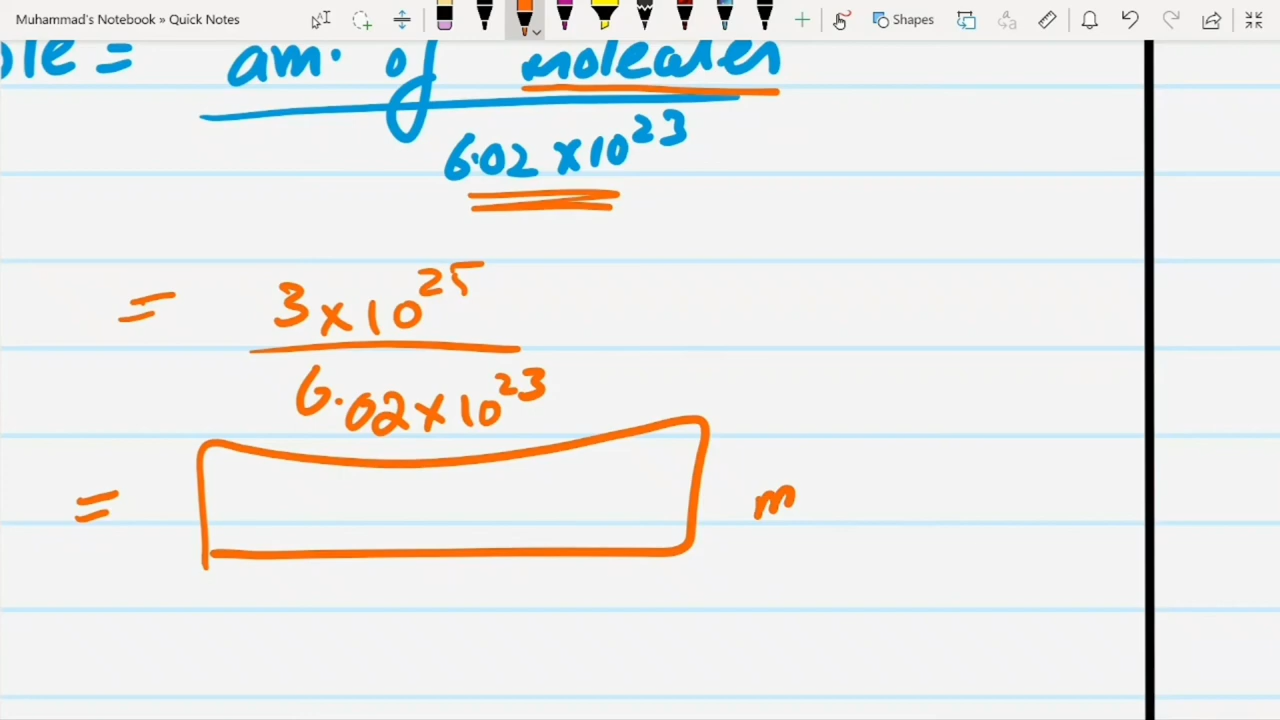 Muhammad's Notebook » Quick Notes
Shapes
ole = am. of molecules
6.02 × 10^23
= 3 × 10^25
6.02 × 10^23
= m